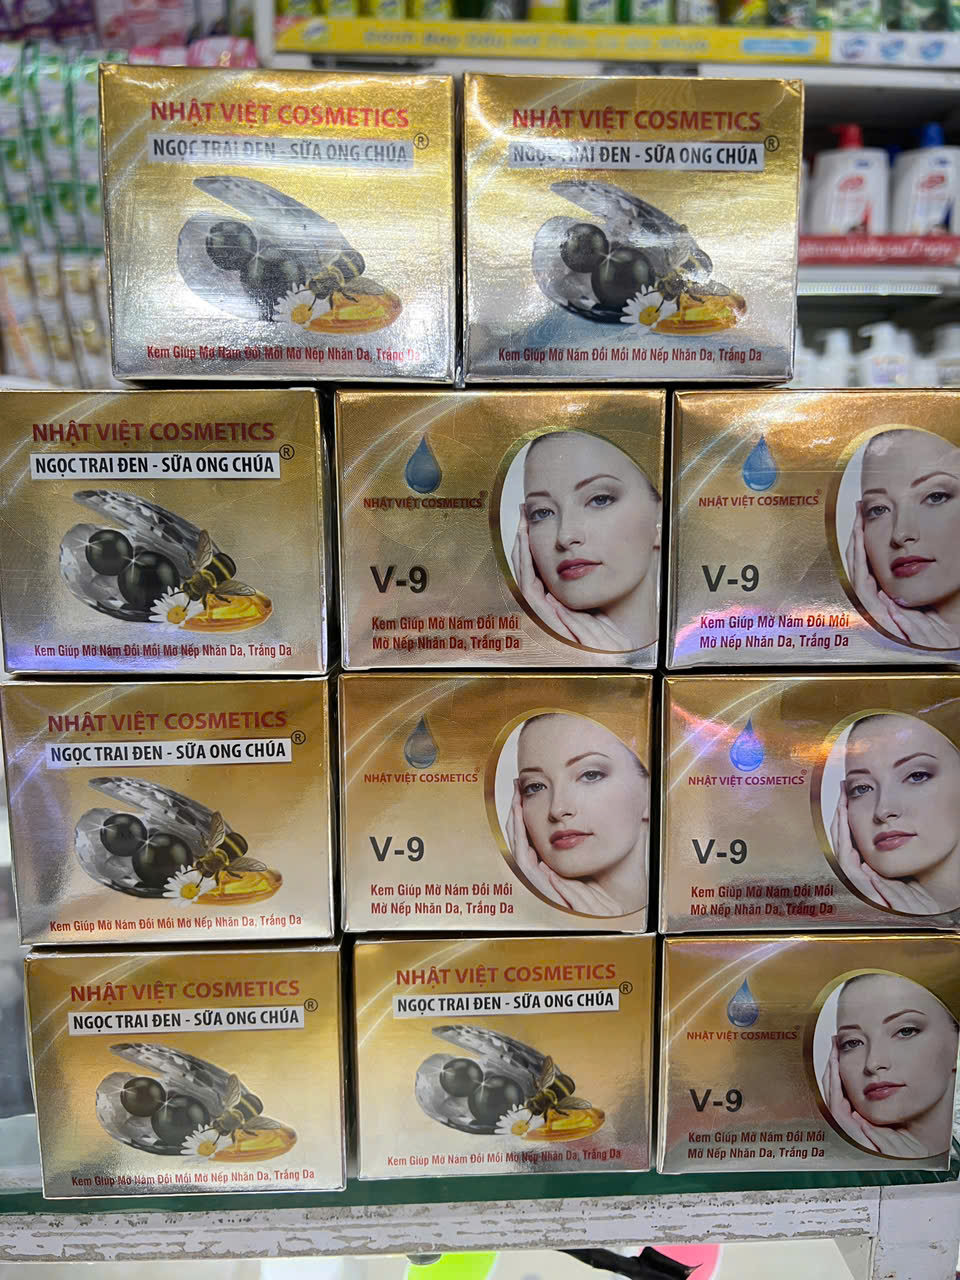 Đánh Bay Dầu Mỡ Trên Cả Đồ Nhựa
NHẬT VIỆT COSMETICS
NGỌC TRAI ĐEN - SỮA ONG CHÚA ®
Kem Giúp Mờ Nám Đồi Mồi Mờ Nếp Nhăn Da, Trắng Da
NHẬT VIỆT COSMETICS
NGỌC TRAI ĐEN - SỮA ONG CHÚA ®
Kem Giúp Mờ Nám Đồi Mồi Mờ Nếp Nhăn Da, Trắng Da
NHẬT VIỆT COSMETICS
NGỌC TRAI ĐEN - SỮA ONG CHÚA ®
Kem Giúp Mờ Nám Đồi Mồi Mờ Nếp Nhăn Da, Trắng Da
NHẬT VIỆT COSMETICS®
V-9
Kem Giúp Mờ Nám Đồi Mồi
Mờ Nếp Nhăn Da, Trắng Da
NHẬT VIỆT COSMETICS®
V-9
Kem Giúp Mờ Nám Đồi Mồi
Mờ Nếp Nhăn Da, Trắng Da
NHẬT VIỆT COSMETICS
NGỌC TRAI ĐEN - SỮA ONG CHÚA ®
Kem Giúp Mờ Nám Đồi Mồi Mờ Nếp Nhăn Da, Trắng Da
NHẬT VIỆT COSMETICS®
V-9
Kem Giúp Mờ Nám Đồi Mồi
Mờ Nếp Nhăn Da, Trắng Da
NHẬT VIỆT COSMETICS®
V-9
Kem Giúp Mờ Nám Đồi Mồi
Mờ Nếp Nhăn Da, Trắng Da
NHẬT VIỆT COSMETICS
NGỌC TRAI ĐEN - SỮA ONG CHÚA ®
Kem Giúp Mờ Nám Đồi Mồi Mờ Nếp Nhăn Da, Trắng Da
NHẬT VIỆT COSMETICS
NGỌC TRAI ĐEN - SỮA ONG CHÚA ®
Kem Giúp Mờ Nám Đồi Mồi Mờ Nếp Nhăn Da, Trắng Da
NHẬT VIỆT COSMETICS®
V-9
Kem Giúp Mờ Nám Đồi Mồi
Mờ Nếp Nhăn Da, Trắng Da